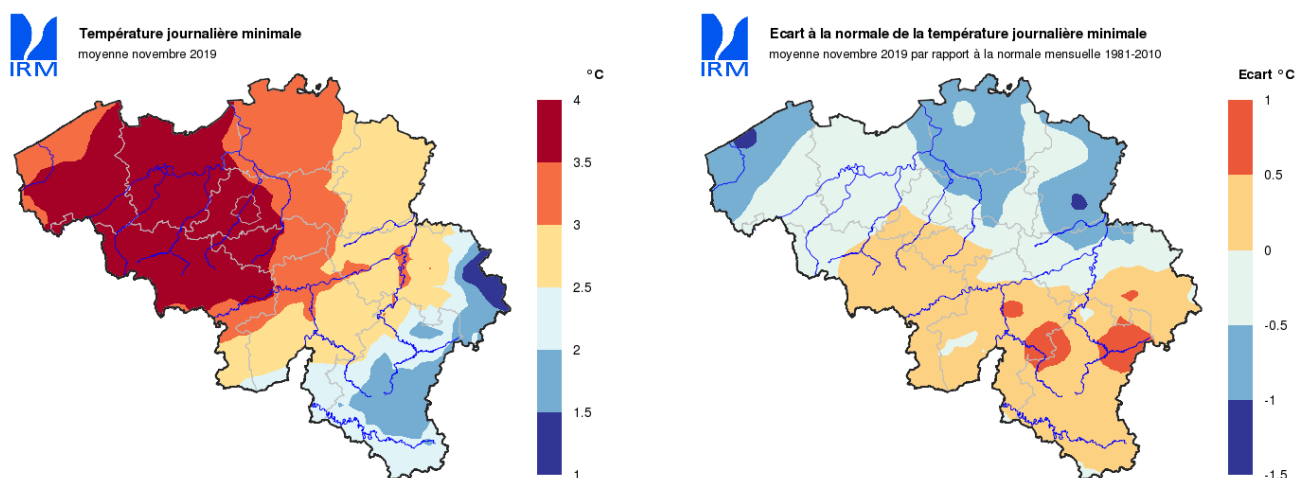 IRM
Température journalière minimale
moyenne novembre 2019
°C
4
3.5
3
2.5
2
1.5
1
IRM
Ecart à la normale de la température journalière minimale
moyenne novembre 2019 par rapport à la normale mensuelle 1981-2010
Ecart °C
1
0.5
0
-0.5
-1
-1.5